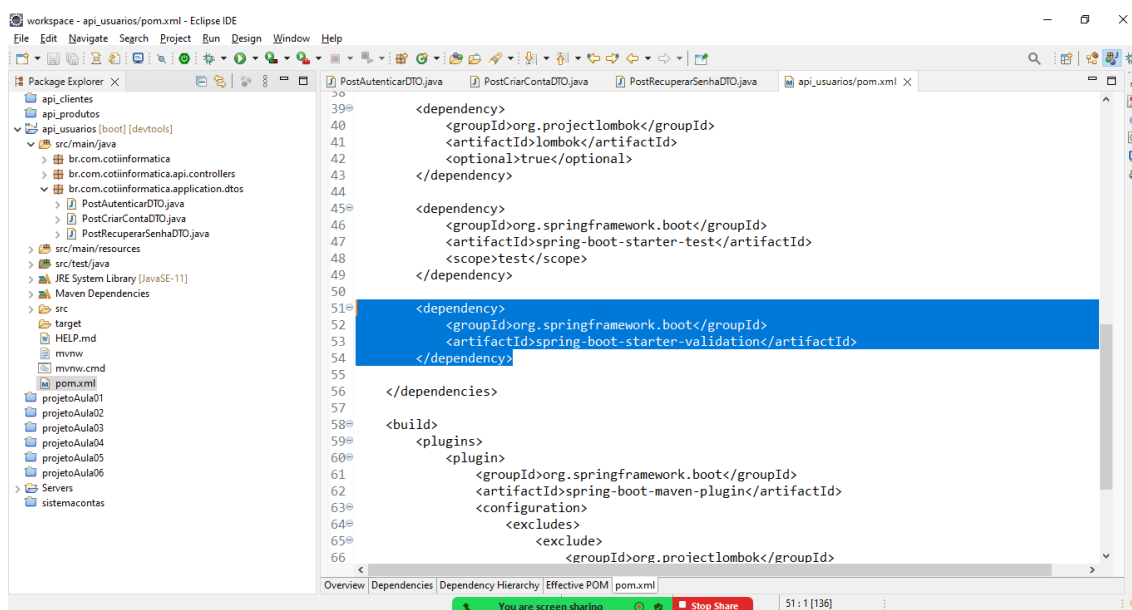 workspace - api_usuarios/pom.xml - Eclipse IDE
File Edit Navigate Search Project Run Design Window Help
Package Explorer
PostAutenticarDTO.java PostCriarContaDTO.java PostRecuperarSenhaDTO.java api_usuarios/pom.xml
api_clientes
api_produtos
api_usuarios [boot] [devtools]
src/main/java
br.com.cotiinformatica
br.com.cotiinformatica.api.controllers
br.com.cotiinformatica.application.dtos
PostAutenticarDTO.java
PostCriarContaDTO.java
PostRecuperarSenhaDTO.java
src/main/resources
src/test/java
JRE System Library [JavaSE-11]
Maven Dependencies
src
target
HELP.md
mvnw
mvnw.cmd
pom.xml
projetoAula01
projetoAula02
projetoAula03
projetoAula04
projetoAula05
projetoAula06
Servers
sistemacontas
38
39 <dependency>
40 <groupId>org.projectlombok</groupId>
41 <artifactId>lombok</artifactId>
42 <optional>true</optional>
43 </dependency>
44
45 <dependency>
46 <groupId>org.springframework.boot</groupId>
47 <artifactId>spring-boot-starter-test</artifactId>
48 <scope>test</scope>
49 </dependency>
50
51 <dependency>
52 <groupId>org.springframework.boot</groupId>
53 <artifactId>spring-boot-starter-validation</artifactId>
54 </dependency>
55
56 </dependencies>
57
58 <build>
59 <plugins>
60 <plugin>
61 <groupId>org.springframework.boot</groupId>
62 <artifactId>spring-boot-maven-plugin</artifactId>
63 <configuration>
64 <excludes>
65 <exclude>
66 <groupId>org.projectlombok</groupId>
Overview Dependencies Dependency Hierarchy Effective POM pom.xml
You are screen sharing Stop Share 51 : 1 [136]